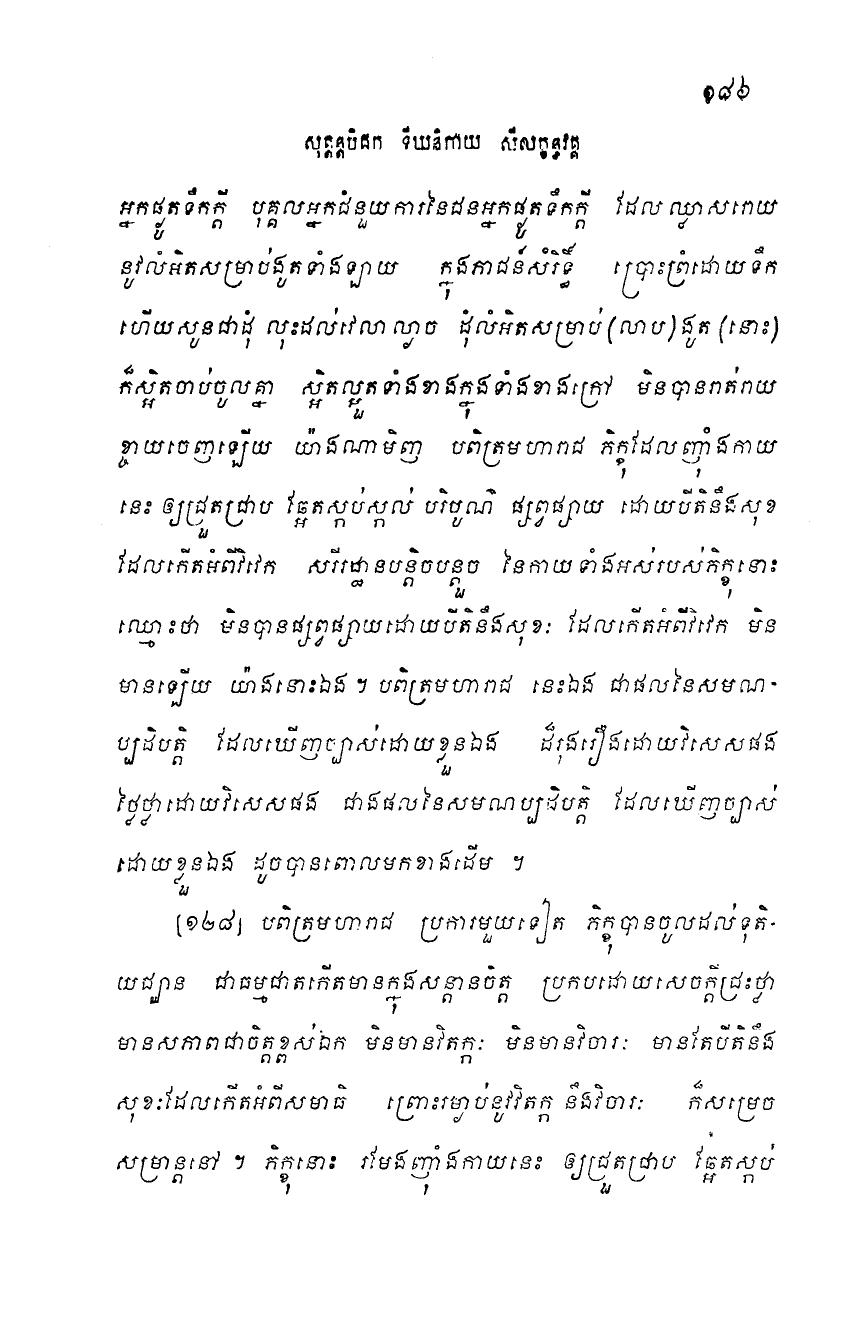 ១៨៦
សុត្តន្តបិដក ទីឃនិកាយ សីលក្ខន្ធវគ្គ
អ្នកផ្លូតទឹកក្តី បុគ្គលអ្នកជំនួយការនៃជនអ្នកផ្លូតទឹកក្តី ដែល ឈ្លាសរោយ
នូវលំអិតសម្រាប់ងូតទាំងឡាយ ក្នុងភាជន៍សំរិទ្ធិ៍ ប្រោះព្រំដោយទឹក
ហើយសូនជាដុំ លុះដល់វេលាល្ងាច ដុំលំអិតសម្រាប់(លាប)ងូត(នោះ)
ក៏ស្អិតចាប់ចូលគ្នា ស្អិតល្អួតទាំងខាងក្នុងទាំងខាងក្រៅ មិនបានរាត់រាយ
ខ្ចាយចេញឡើយ យ៉ាងណាមិញ បពិត្រមហារាជ ភិក្ខុដែលញ៉ាំងកាយ
នេះ ឲ្យជ្រួតជ្រាប ឆ្អែតស្កប់ស្កល់ បរិបូណ៌ ផ្សព្វផ្សាយ ដោយបីតិនឹងសុខ
ដែលកើតអំពីវិវេក សរីរដ្ឋានបន្តិចបន្តួច នៃកាយទាំងអស់របស់ភិក្ខុនោះ
ឈ្មោះថា មិនបានផ្សព្វផ្សាយដោយបីតិនឹងសុខៈ ដែលកើតអំពីវិវេក មិន
មានឡើយ យ៉ាងនោះឯង ។ បពិត្រមហារាជ នេះឯង ជាផលនៃសមណ-
ប្បដិបត្តិ ដែលឃើញច្បាស់ដោយខ្លួនឯង ដ៏រុងរឿងដោយវិសេសផង
ថ្លៃថ្លាដោយវិសេសផង ជាងផលនៃសមណប្បដិបត្តិ ដែលឃើញច្បាស់
ដោយខ្លួនឯង ដូចបានពោលមកខាងដើម ។
[១២៨] បពិត្រមហារាជ ប្រការមួយទៀត ភិក្ខុបានចូលដល់ទុតិ-
យជ្ឈាន ជាធម្មជាតកើតមានក្នុងសន្តានចិត្ត ប្រកបដោយសេចក្តីជ្រះថ្លា
មានសភាពជាចិត្តខ្ពស់ឯក មិនមានវិតក្កៈ មិនមានវិចារៈ មានតែបីតិនឹង
សុខៈដែលកើតអំពីសមាធិ ព្រោះរម្ងាប់នូវវិតក្ក នឹងវិចារៈ ក៏សម្រេច
សម្រាន្តនៅ ។ ភិក្ខុនោះ រមែងញ៉ាំងកាយនេះ ឲ្យជ្រួតជ្រាប ឆ្អែតស្កប់